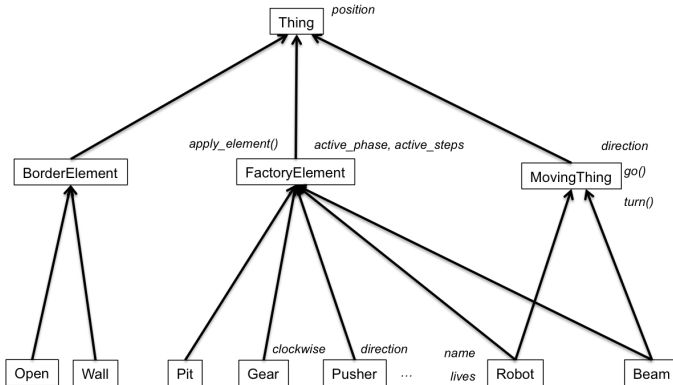 Thing
position
apply_element()
active_phase, active_steps
direction
BorderElement
FactoryElement
MovingThing
go()
turn()
clockwise
direction
name
Open
Wall
Pit
Gear
Pusher
...
lives
Robot
Beam